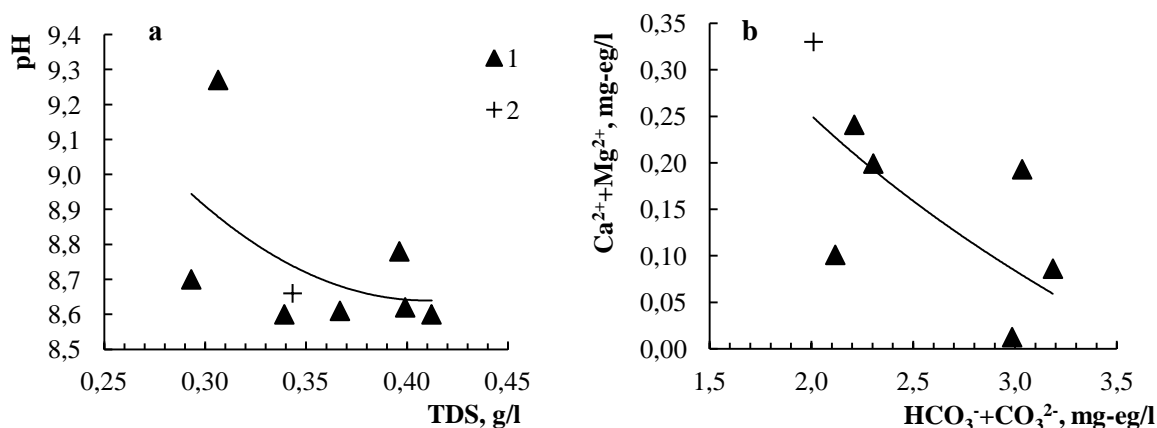 a
pH
9,4
9,3
9,2
9,1
9,0
8,9
8,8
8,7
8,6
8,5
0,25 0,30 0,35 0,40 0,45
TDS, g/l
1
2
b
Ca²⁺+Mg²⁺, mg-eg/l
0,35
0,30
0,25
0,20
0,15
0,10
0,05
0,00
1,5 2,0 2,5 3,0 3,5
HCO₃⁻+CO₃²⁻, mg-eg/l